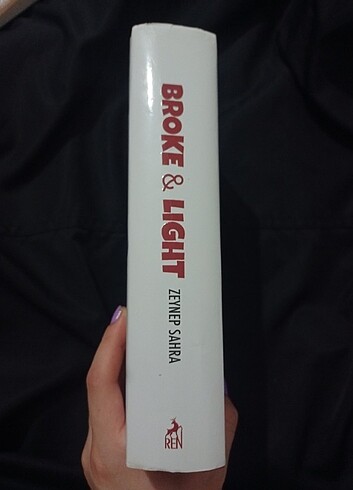 BROKE & LIGHT
ZEYNEP SAHRA
REN